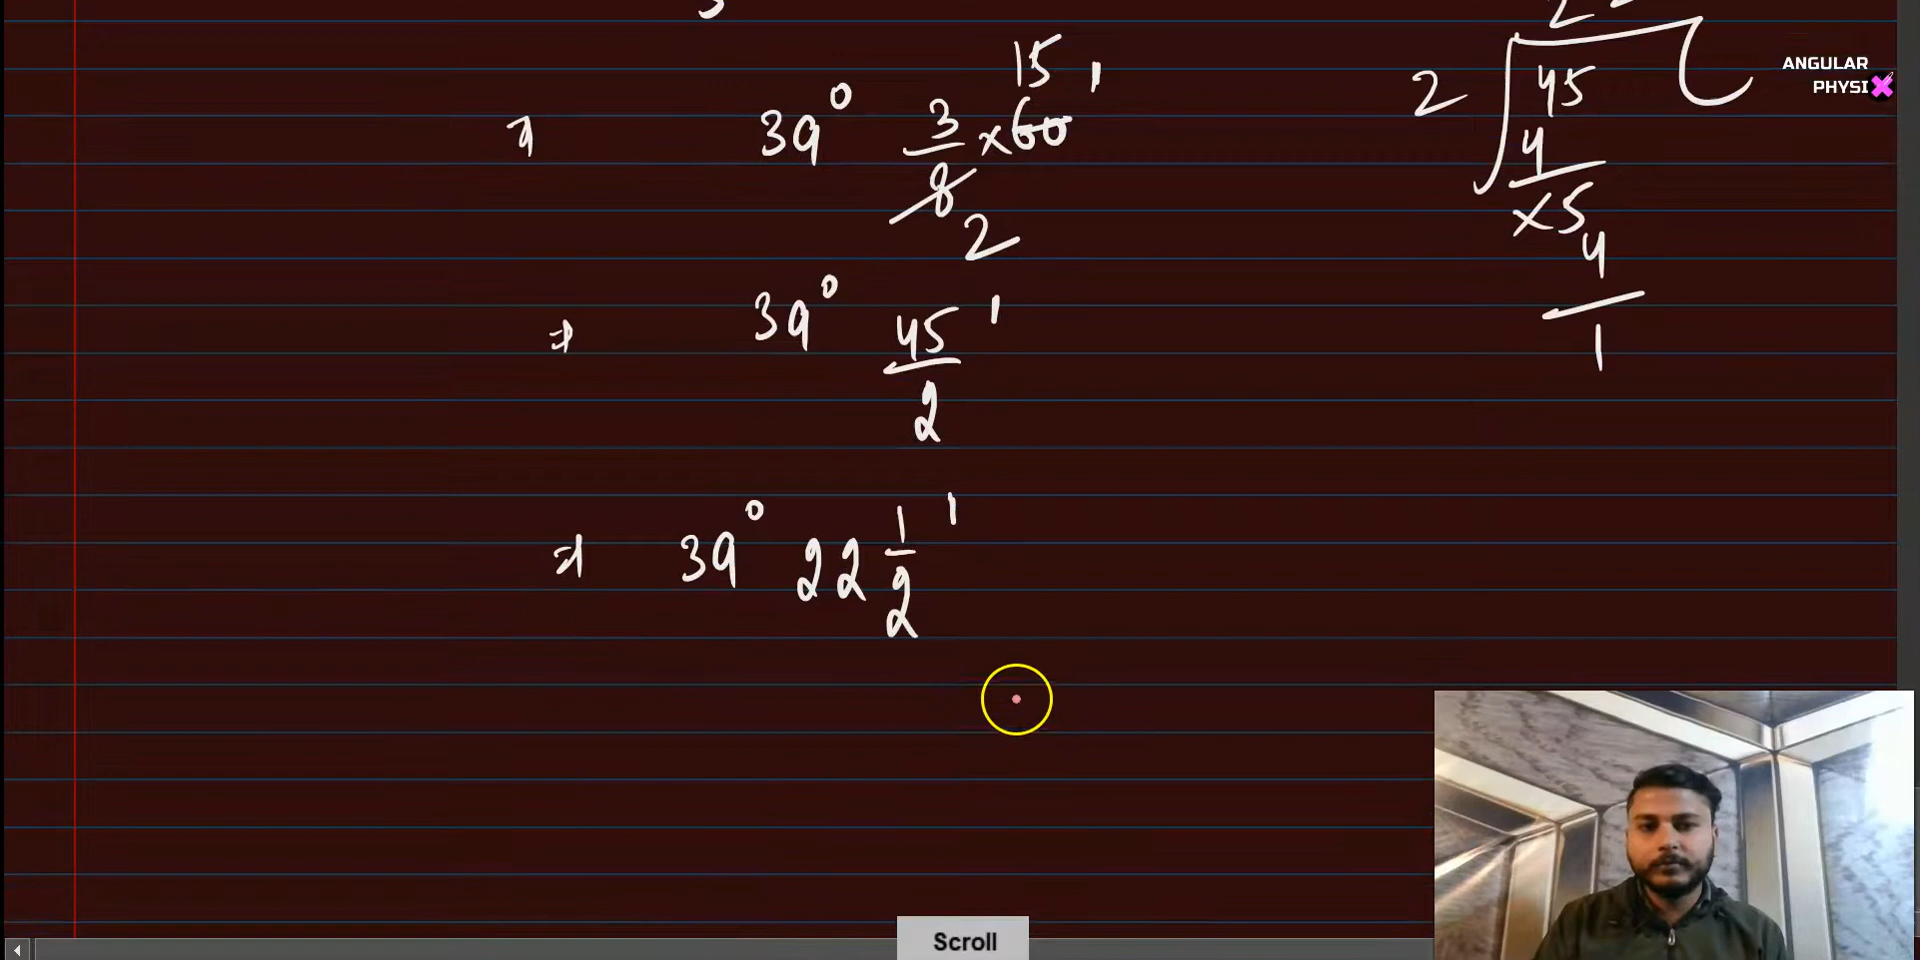 15 '
⇒ 39° 3/8 ×60
2
⇒ 39° 45/2 '
⇒ 39° 22 1/2 '
2 45
4
×5
4
1
ANGULAR
PHYSI
Scroll